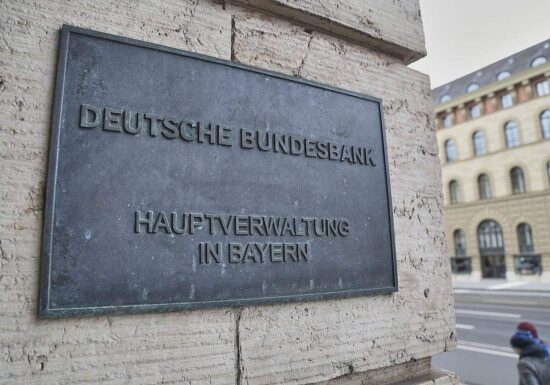 DEUTSCHE BUNDESBANK
HAUPTVERWALTUNG
IN BAYERN